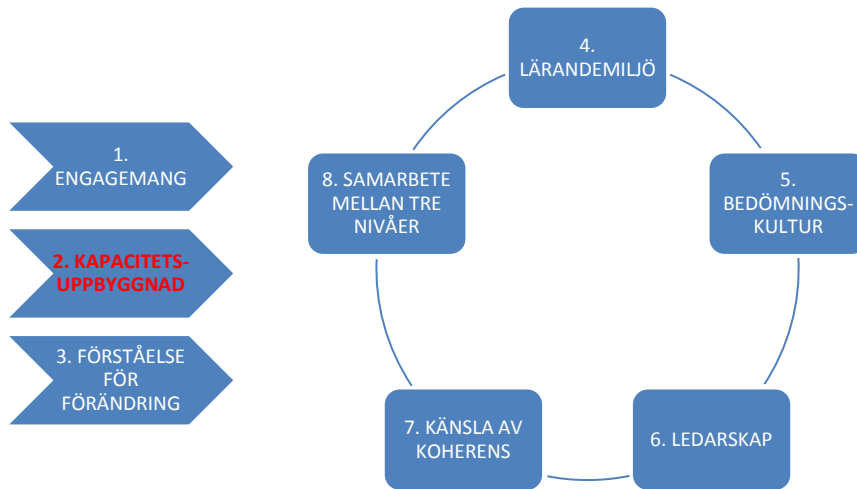 1.
ENGAGEMANG
2. KAPACITETS-
UPPBYGGNAD
3. FÖRSTÅELSE
FÖR
FÖRÄNDRING
4.
LÄRANDEMILJÖ
5.
BEDÖMNINGS-
KULTUR
6. LEDARSKAP
7. KÄNSLA AV
KOHERENS
8. SAMARBETE
MELLAN TRE
NIVÅER